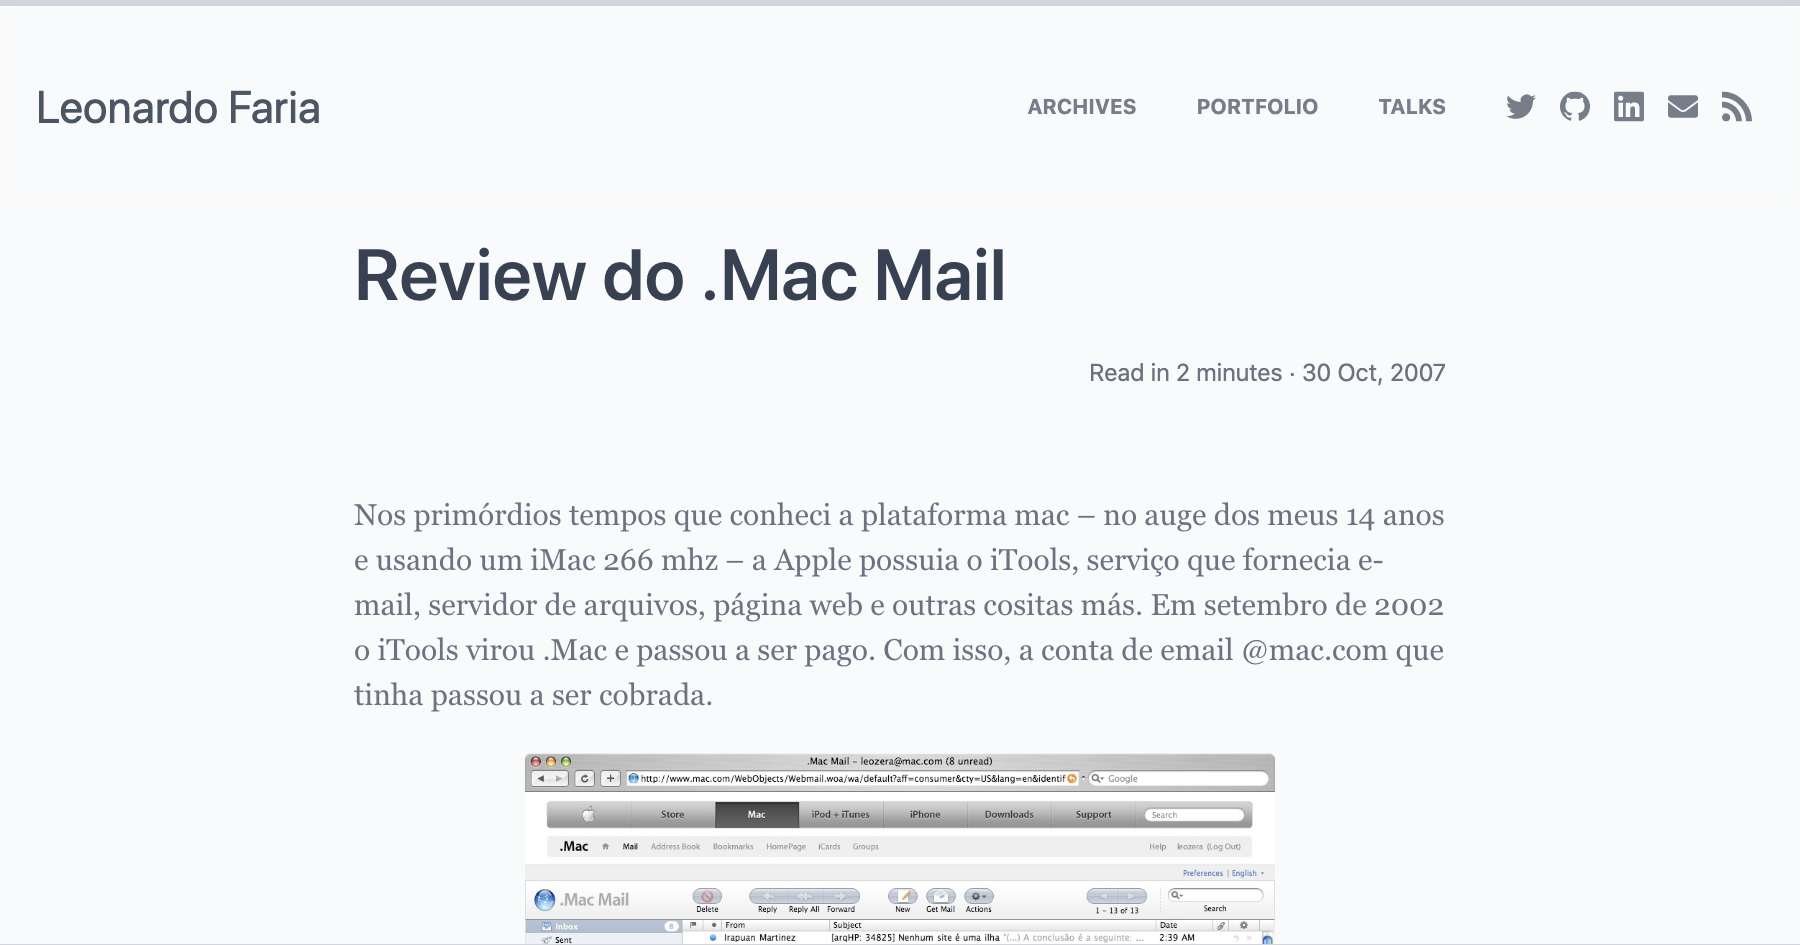 Leonardo Faria
ARCHIVES PORTFOLIO TALKS
Review do .Mac Mail
Read in 2 minutes · 30 Oct, 2007
Nos primórdios tempos que conheci a plataforma mac – no auge dos meus 14 anos
e usando um iMac 266 mhz – a Apple possuia o iTools, serviço que fornecia e-
mail, servidor de arquivos, página web e outras cositas más. Em setembro de 2002
o iTools virou .Mac e passou a ser pago. Com isso, a conta de email @mac.com que
tinha passou a ser cobrada.
.Mac Mail – leozera@mac.com (8 unread)
http://www.mac.com/WebObjects/Webmail.woa/wa/default?aff=consumer&cty=US&lang=en&identif Google
Store Mac iPod + iTunes iPhone Downloads Support Search
.Mac Mail Address Book Bookmarks HomePage iCards Groups Help leozera (Log Out)
Preferences | English
.Mac Mail Delete Reply Reply All Forward New Get Mail Actions 1 – 13 of 13 Search
Inbox 8 From Subject Date
Sent Irapuan Martinez [arqHP: 34825] Nenhum site é uma ilha "(...) A conclusão é a seguinte: ... 2:39 AM